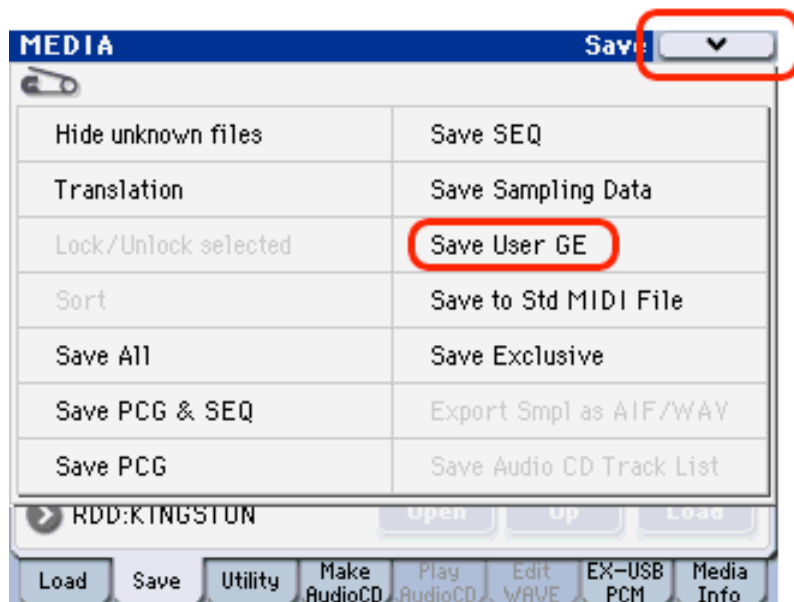 MEDIA Save
Hide unknown files
Save SEQ
Translation
Save Sampling Data
Lock/Unlock selected
Save User GE
Sort
Save to Std MIDI File
Save All
Save Exclusive
Save PCG & SEQ
Export Smpl as AIF/WAV
Save PCG
Save Audio CD Track List
RDD:KINGSTON Open Up Load
Load Save Utility Make AudioCD Play AudioCD Edit WAVE EX-USB PCM Media Info